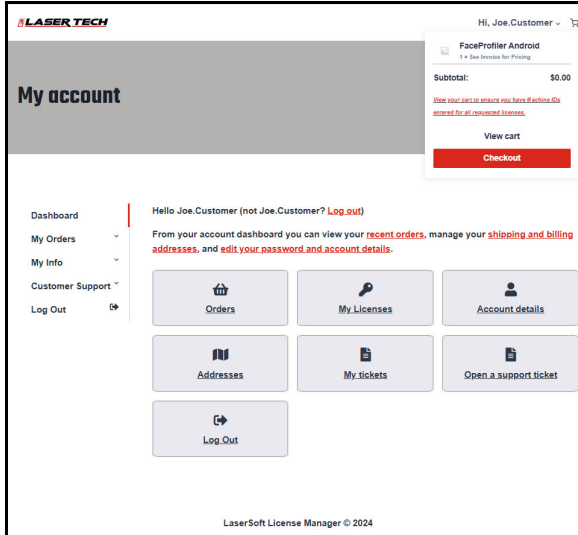 LASER TECH
Hi, Joe.Customer
FaceProfiler Android
1 × See Invoice for Pricing
Subtotal: $0.00
View your cart to ensure you have Machine IDs
entered for all requested licenses.
View cart
Checkout
My account
Dashboard
My Orders
My Info
Customer Support
Log Out
Hello Joe.Customer (not Joe.Customer? Log out)
From your account dashboard you can view your recent orders, manage your shipping and billing
addresses, and edit your password and account details.
Orders
My Licenses
Account details
Addresses
My tickets
Open a support ticket
Log Out
LaserSoft License Manager © 2024